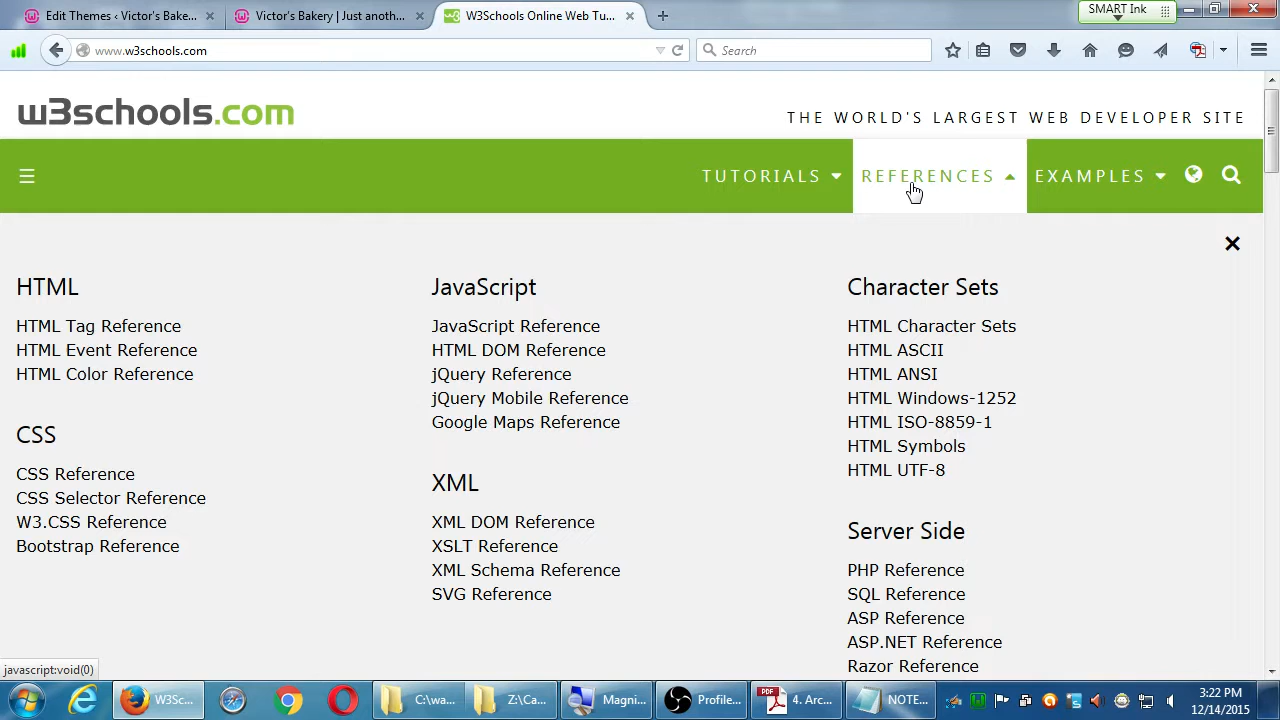 Edit Themes ‹ Victor's Bake...
Victor's Bakery | Just anoth...
W3Schools Online Web Tu...
SMART Ink
www.w3schools.com
Search
w3schools.com
THE WORLD'S LARGEST WEB DEVELOPER SITE
TUTORIALS
REFERENCES
EXAMPLES
HTML
HTML Tag Reference
HTML Event Reference
HTML Color Reference
CSS
CSS Reference
CSS Selector Reference
W3.CSS Reference
Bootstrap Reference
JavaScript
JavaScript Reference
HTML DOM Reference
jQuery Reference
jQuery Mobile Reference
Google Maps Reference
XML
XML DOM Reference
XSLT Reference
XML Schema Reference
SVG Reference
Character Sets
HTML Character Sets
HTML ASCII
HTML ANSI
HTML Windows-1252
HTML ISO-8859-1
HTML Symbols
HTML UTF-8
Server Side
PHP Reference
SQL Reference
ASP Reference
ASP.NET Reference
Razor Reference
javascript:void(0)
W3Sc...
C:\wa...
Z:\Ca...
Magni...
Profile...
PDF
4. Arc...
NOTE...
3:22 PM
12/14/2015